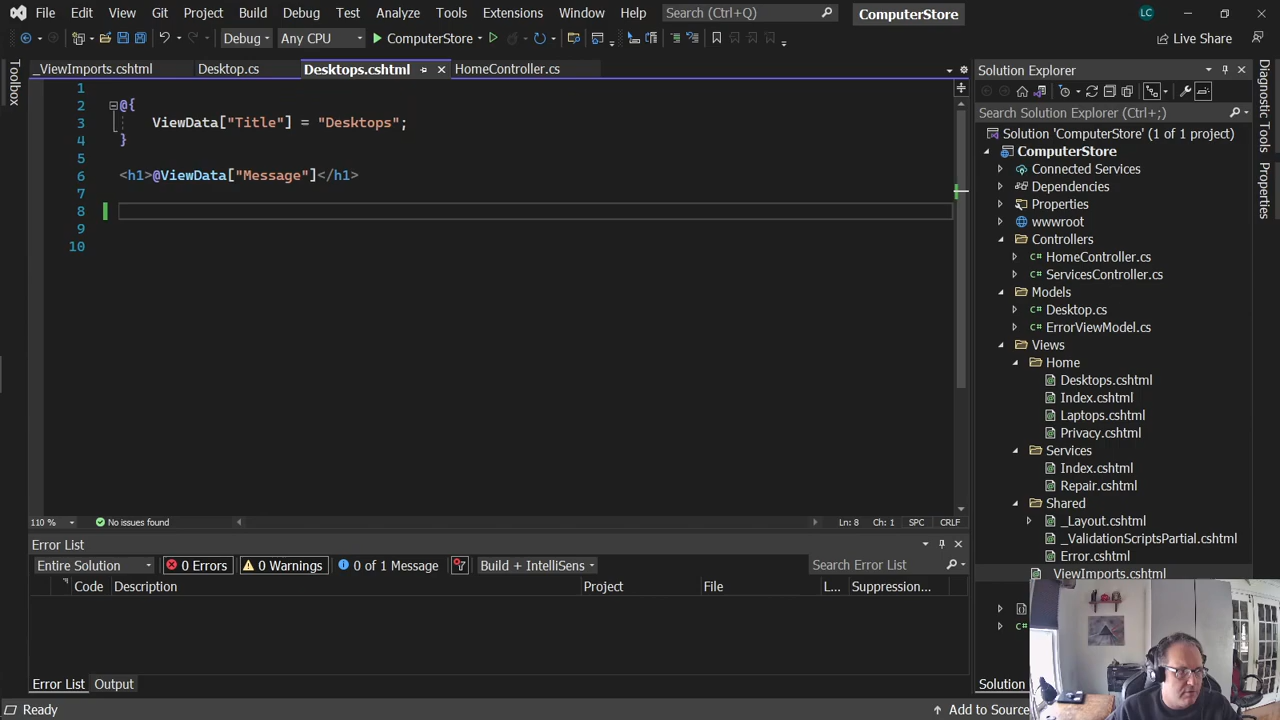 File Edit View Git Project Build Debug Test Analyze Tools Extensions Window Help Search (Ctrl+Q) ComputerStore LC
Debug Any CPU ComputerStore Live Share
_ViewImports.cshtml Desktop.cs Desktops.cshtml HomeController.cs
Toolbox
1
2 @{
3 ViewData["Title"] = "Desktops";
4 }
5
6 <h1>@ViewData["Message"]</h1>
7
8
9
10
110 % No issues found Ln: 8 Ch: 1 SPC CRLF
Error List
Entire Solution 0 Errors 0 Warnings 0 of 1 Message Build + IntelliSens Search Error List
Code Description Project File L... Suppression...
Error List Output
Ready Add to Source
Solution Explorer
Search Solution Explorer (Ctrl+;)
Solution 'ComputerStore' (1 of 1 project)
ComputerStore
Connected Services
Dependencies
Properties
wwwroot
Controllers
C# HomeController.cs
C# ServicesController.cs
Models
C# Desktop.cs
C# ErrorViewModel.cs
Views
Home
Desktops.cshtml
Index.cshtml
Laptops.cshtml
Privacy.cshtml
Services
Index.cshtml
Repair.cshtml
Shared
_Layout.cshtml
_ValidationScriptsPartial.cshtml
Error.cshtml
_ViewImports.cshtml
Solution
Diagnostic Tools
Properties